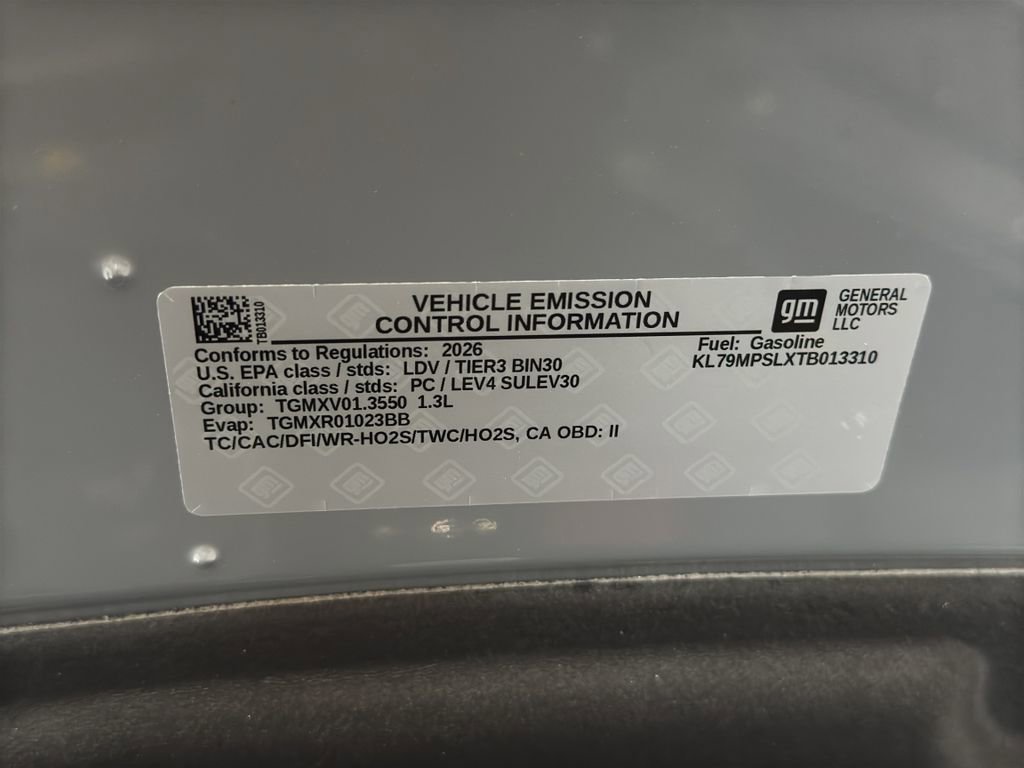 VEHICLE EMISSION
CONTROL INFORMATION
gm
GENERAL
MOTORS
LLC
TB013310
Conforms to Regulations: 2026
U.S. EPA class / stds: LDV / TIER3 BIN30
California class / stds: PC / LEV4 SULEV30
Group: TGMXV01.3550 1.3L
Evap: TGMXR01023BB
TC/CAC/DFI/WR-HO2S/TWC/HO2S, CA OBD: II
Fuel: Gasoline
KL79MPSLXTB013310